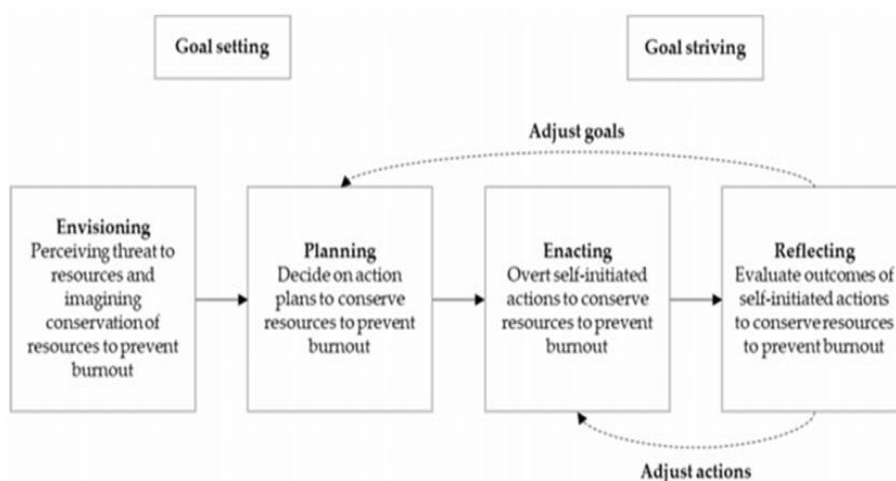 Goal setting
Goal striving
Adjust goals
Envisioning
Perceiving threat to
resources and
imagining
conservation of
resources to prevent
burnout
Planning
Decide on action
plans to conserve
resources to prevent
burnout
Enacting
Overt self-initiated
actions to conserve
resources to prevent
burnout
Reflecting
Evaluate outcomes of
self-initiated actions
to conserve resources
to prevent burnout
Adjust actions